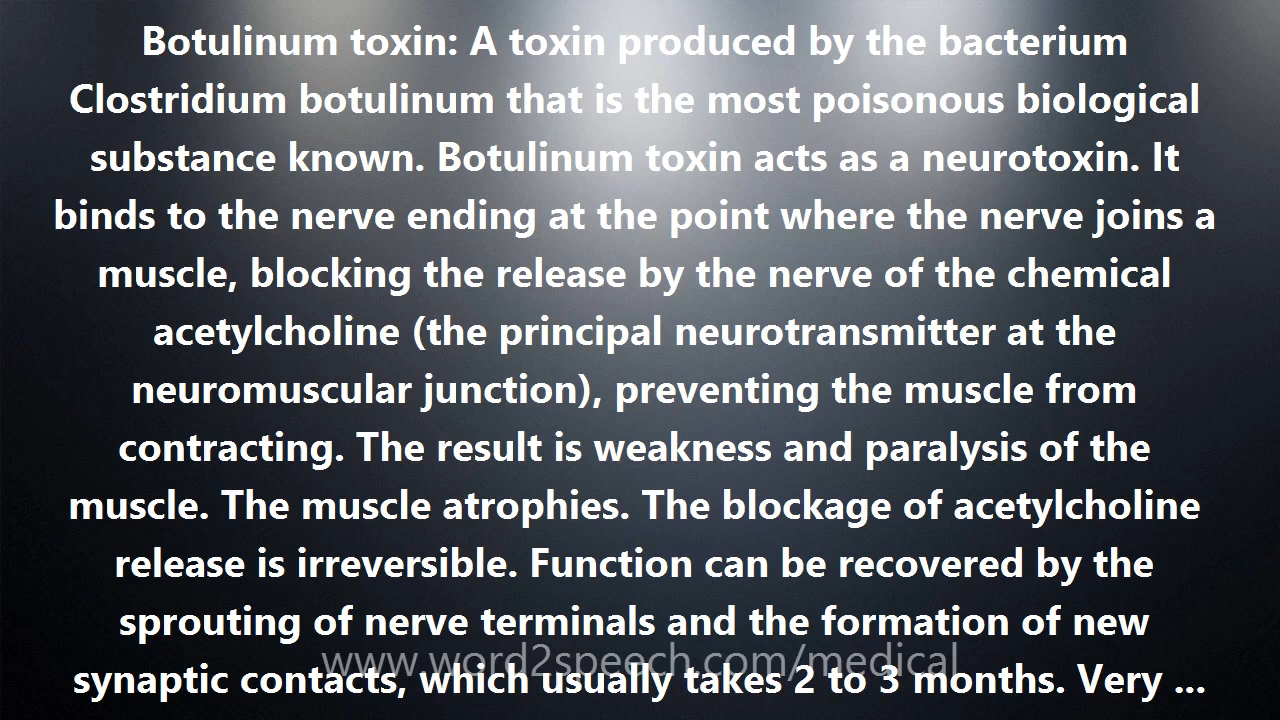 Botulinum toxin: A toxin produced by the bacterium
Clostridium botulinum that is the most poisonous biological
substance known. Botulinum toxin acts as a neurotoxin. It
binds to the nerve ending at the point where the nerve joins a
muscle, blocking the release by the nerve of the chemical
acetylcholine (the principal neurotransmitter at the
neuromuscular junction), preventing the muscle from
contracting. The result is weakness and paralysis of the
muscle. The muscle atrophies. The blockage of acetylcholine
release is irreversible. Function can be recovered by the
sprouting of nerve terminals and the formation of new
www.word2speech.com/medical
synaptic contacts, which usually takes 2 to 3 months. Very ...